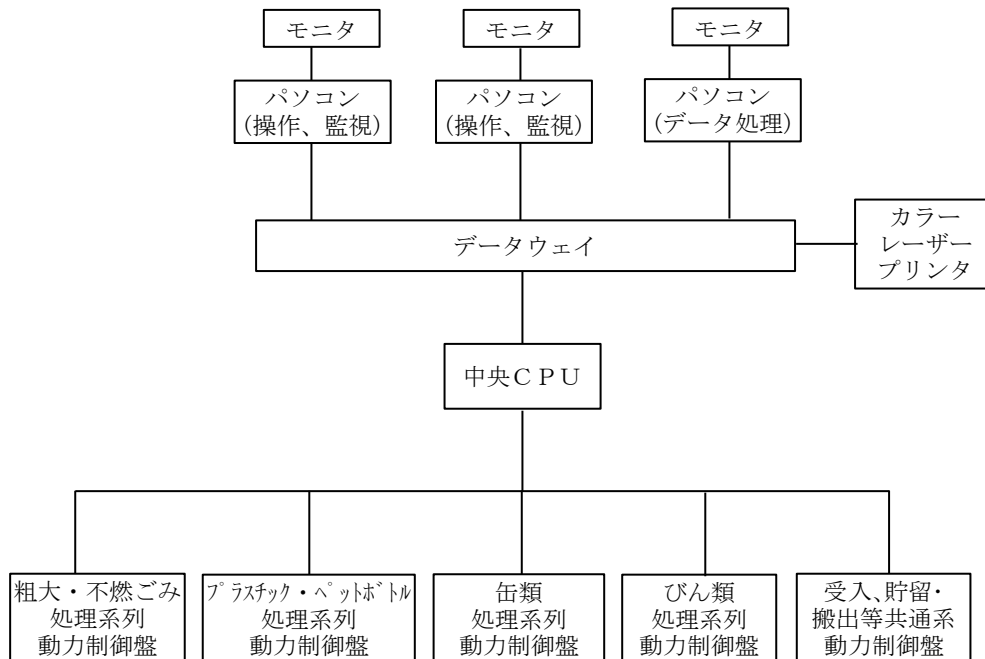 モニタ
モニタ
モニタ
パソコン
(操作、監視)
パソコン
(操作、監視)
パソコン
(データ処理)
データウェイ
カラー
レーザー
プリンタ
中央ＣＰＵ
粗大・不燃ごみ
処理系列
動力制御盤
ﾌﾟﾗｽﾁｯｸ・ﾍﾟｯﾄﾎﾞﾄﾙ
処理系列
動力制御盤
缶類
処理系列
動力制御盤
びん類
処理系列
動力制御盤
受入、貯留・
搬出等共通系
動力制御盤